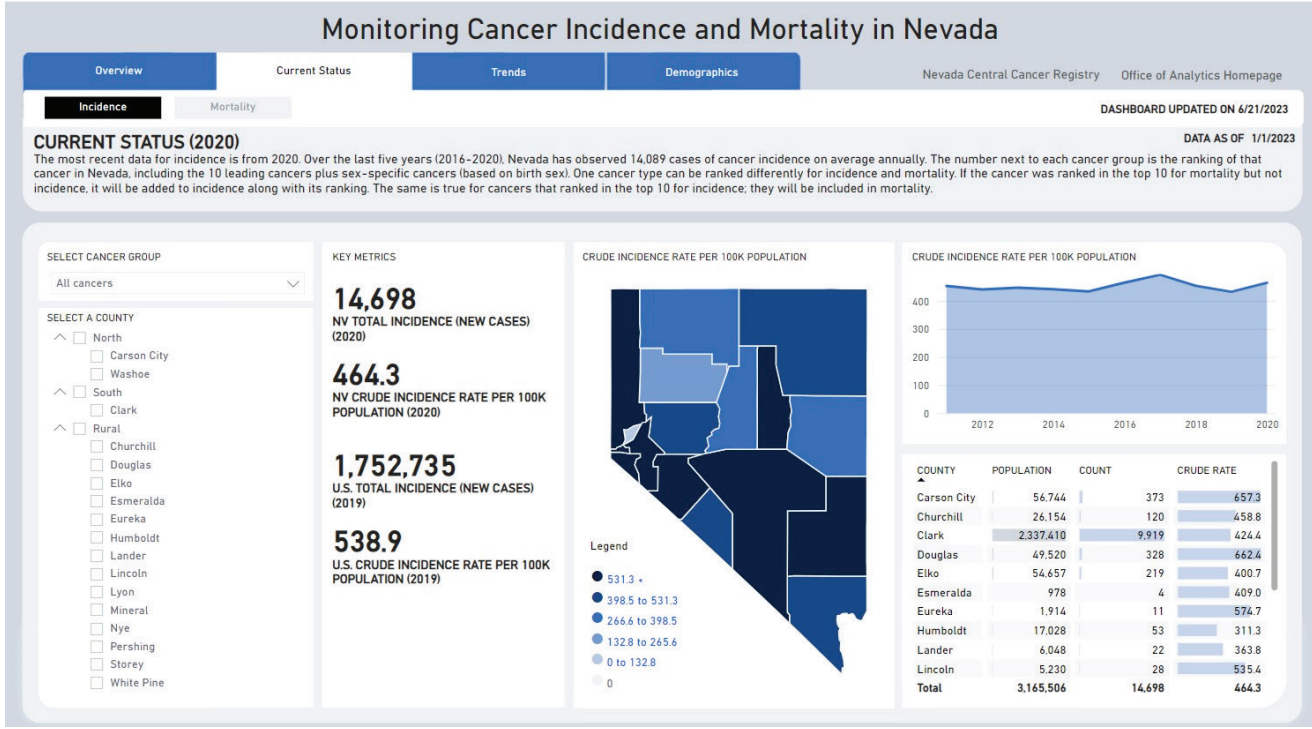 Monitoring Cancer Incidence and Mortality in Nevada
Overview
Current Status
Trends
Demographics
Nevada Central Cancer Registry
Office of Analytics Homepage
Incidence
Mortality
DASHBOARD UPDATED ON 6/21/2023
CURRENT STATUS (2020)
DATA AS OF 1/1/2023
The most recent data for incidence is from 2020. Over the last five years (2016-2020), Nevada has observed 14,089 cases of cancer incidence on average annually. The number next to each cancer group is the ranking of that
cancer in Nevada, including the 10 leading cancers plus sex-specific cancers (based on birth sex). One cancer type can be ranked differently for incidence and mortality. If the cancer was ranked in the top 10 for mortality but not
incidence, it will be added to incidence along with its ranking. The same is true for cancers that ranked in the top 10 for incidence; they will be included in mortality.
SELECT CANCER GROUP
All cancers
SELECT A COUNTY
North
Carson City
Washoe
South
Clark
Rural
Churchill
Douglas
Elko
Esmeralda
Eureka
Humboldt
Lander
Lincoln
Lyon
Mineral
Nye
Pershing
Storey
White Pine
KEY METRICS
14,698
NV TOTAL INCIDENCE (NEW CASES)
(2020)
464.3
NV CRUDE INCIDENCE RATE PER 100K
POPULATION (2020)
1,752,735
U.S. TOTAL INCIDENCE (NEW CASES)
(2019)
538.9
U.S. CRUDE INCIDENCE RATE PER 100K
POPULATION (2019)
CRUDE INCIDENCE RATE PER 100K POPULATION
Legend
531.3 +
398.5 to 531.3
266.6 to 398.5
132.8 to 265.6
0 to 132.8
0
CRUDE INCIDENCE RATE PER 100K POPULATION
400
300
200
100
0
2012 2014 2016 2018 2020
COUNTY POPULATION COUNT CRUDE RATE
Carson City 56,744 373 657.3
Churchill 26,154 120 458.8
Clark 2,337,410 9,919 424.4
Douglas 49,520 328 662.4
Elko 54,657 219 400.7
Esmeralda 978 4 409.0
Eureka 1,914 11 574.7
Humboldt 17,028 53 311.3
Lander 6,048 22 363.8
Lincoln 5,230 28 535.4
Total 3,165,506 14,698 464.3